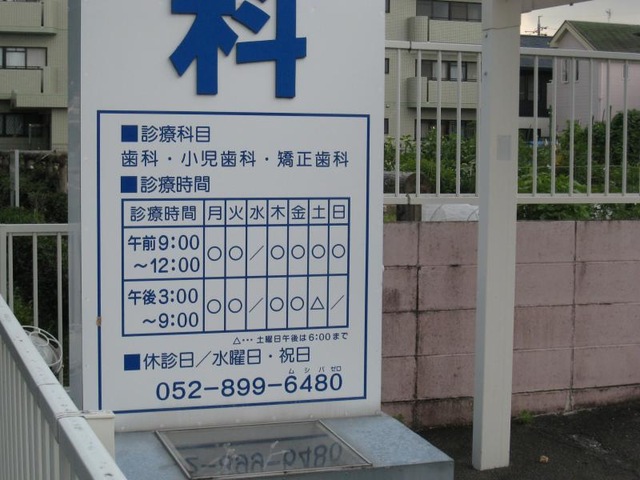 科
■診療科目
歯科・小児歯科・矯正歯科
■診療時間
診療時間 月 火 水 木 金 土 日
午前9:00 ～12:00 ○ ○ ／ ○ ○ ○ ○
午後3:00 ～9:00 ○ ○ ／ ○ ○ △ ／
△･･･土曜日午後は6:00まで
■休診日／水曜日・祝日
ムシバゼロ
052-899-6480